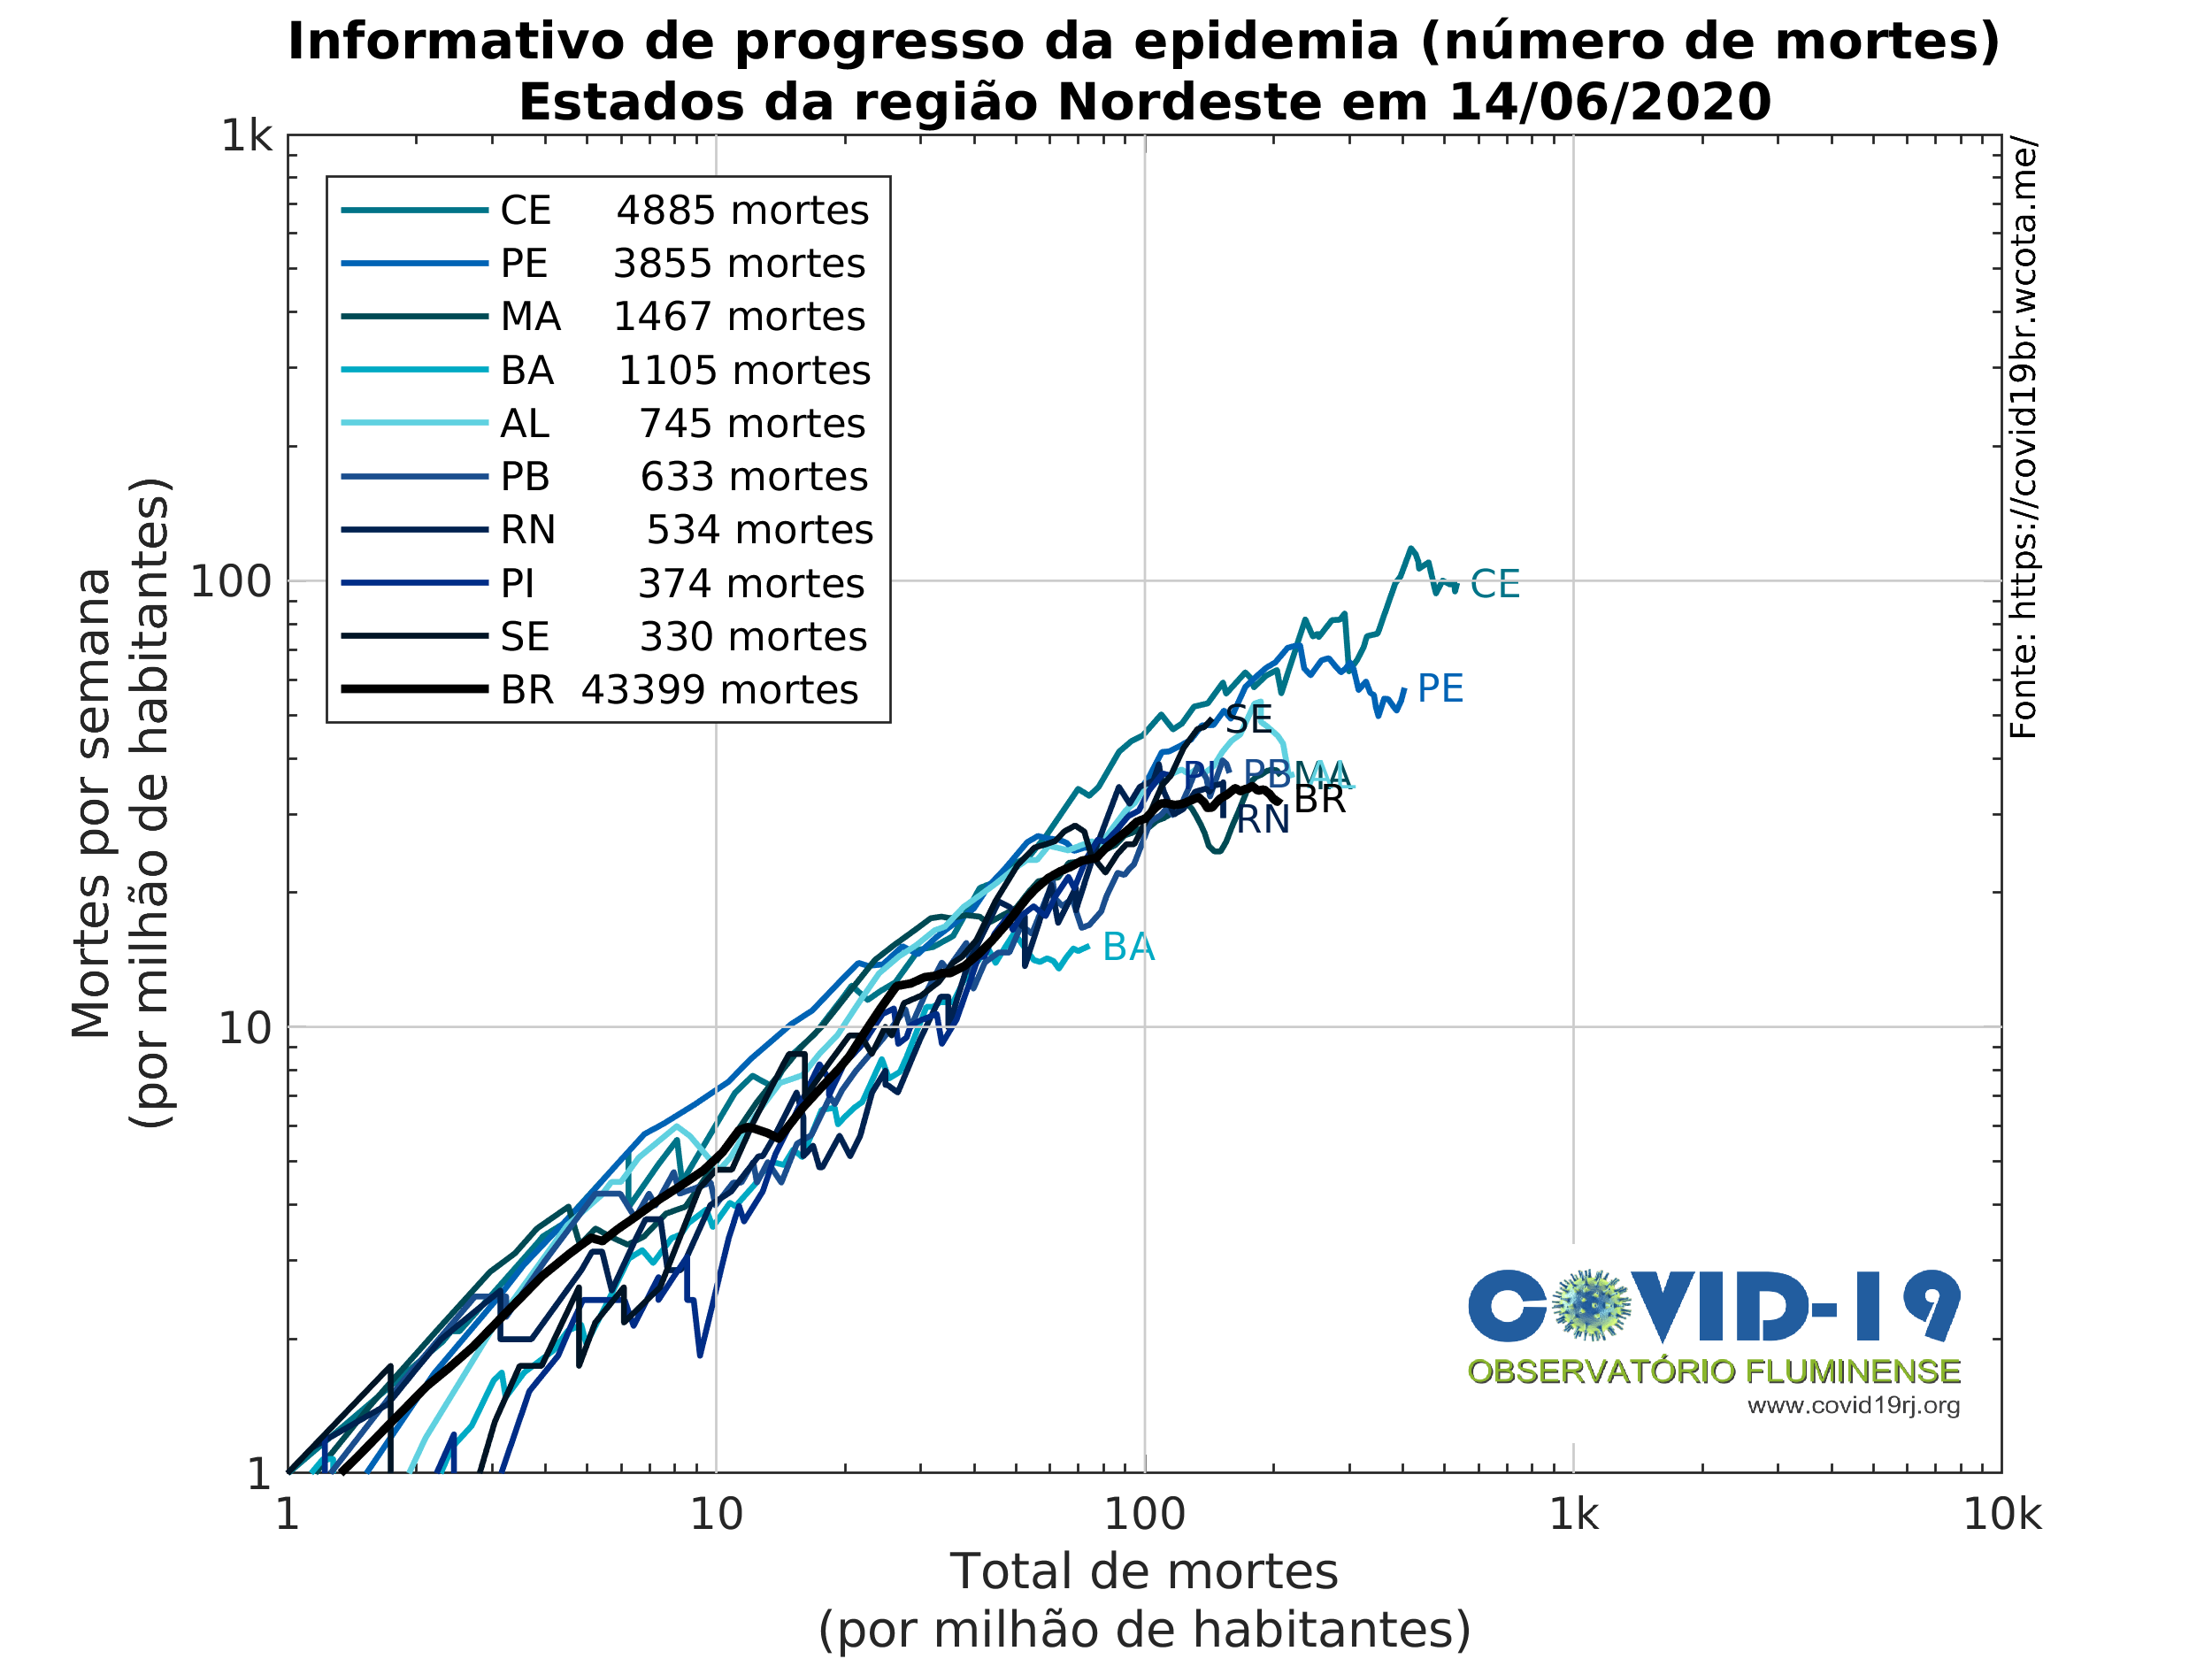 Informativo de progresso da epidemia (número de mortes)
Estados da região Nordeste em 14/06/2020
1k
100
10
1
Mortes por semana
(por milhão de habitantes)
CE 4885 mortes
PE 3855 mortes
MA 1467 mortes
BA 1105 mortes
AL 745 mortes
PB 633 mortes
RN 534 mortes
PI 374 mortes
SE 330 mortes
BR 43399 mortes
CE
PE
SE
PI
PB
MA
AL
BR
RN
BA
Fonte: https://covid19br.wcota.me/
COVID-19
OBSERVATÓRIO FLUMINENSE
www.covid19rj.org
1
10
100
1k
10k
Total de mortes
(por milhão de habitantes)